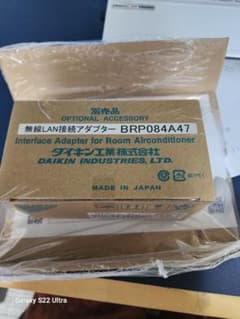 別売品
OPTIONAL ACCESSORY
無線LAN接続アダプター BRP084A47
Interface Adapter for Room Airconditioner
ダイキン工業株式会社
DAIKIN INDUSTRIES, LTD.
MADE IN JAPAN
Galaxy S22 Ultra